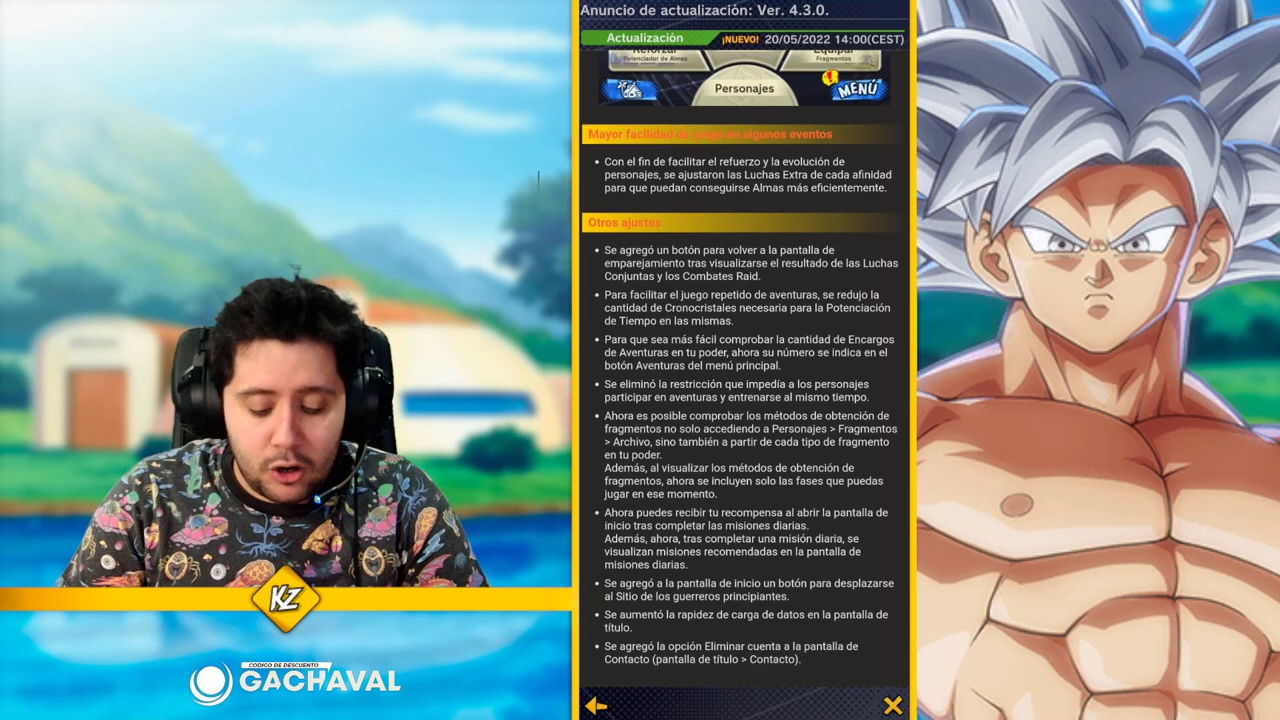 Anuncio de actualización: Ver. 4.3.0.
Actualización
¡NUEVO! 20/05/2022 14:00(CEST)
Reforzar
Potenciador de Almas
Equipar
Fragmentos
Personajes
MENÚ
Mayor facilidad de juego en algunos eventos
• Con el fin de facilitar el refuerzo y la evolución de
personajes, se ajustaron las Luchas Extra de cada afinidad
para que puedan conseguirse Almas más eficientemente.
Otros ajustes
• Se agregó un botón para volver a la pantalla de
emparejamiento tras visualizarse el resultado de las Luchas
Conjuntas y los Combates Raid.
• Para facilitar el juego repetido de aventuras, se redujo la
cantidad de Cronocristales necesaria para la Potenciación
de Tiempo en las mismas.
• Para que sea más fácil comprobar la cantidad de Encargos
de Aventuras en tu poder, ahora su número se indica en el
botón Aventuras del menú principal.
• Se eliminó la restricción que impedía a los personajes
participar en aventuras y entrenarse al mismo tiempo.
• Ahora es posible comprobar los métodos de obtención de
fragmentos no solo accediendo a Personajes > Fragmentos
> Archivo, sino también a partir de cada tipo de fragmento
en tu poder.
Además, al visualizar los métodos de obtención de
fragmentos, ahora se incluyen solo las fases que puedas
jugar en ese momento.
• Ahora puedes recibir tu recompensa al abrir la pantalla de
inicio tras completar las misiones diarias.
Además, ahora, tras completar una misión diaria, se
visualizan misiones recomendadas en la pantalla de
misiones diarias.
• Se agregó a la pantalla de inicio un botón para desplazarse
al Sitio de los guerreros principiantes.
• Se aumentó la rapidez de carga de datos en la pantalla de
título.
• Se agregó la opción Eliminar cuenta a la pantalla de
Contacto (pantalla de título > Contacto).
KZ
CÓDIGO DE DESCUENTO
GACHAVAL